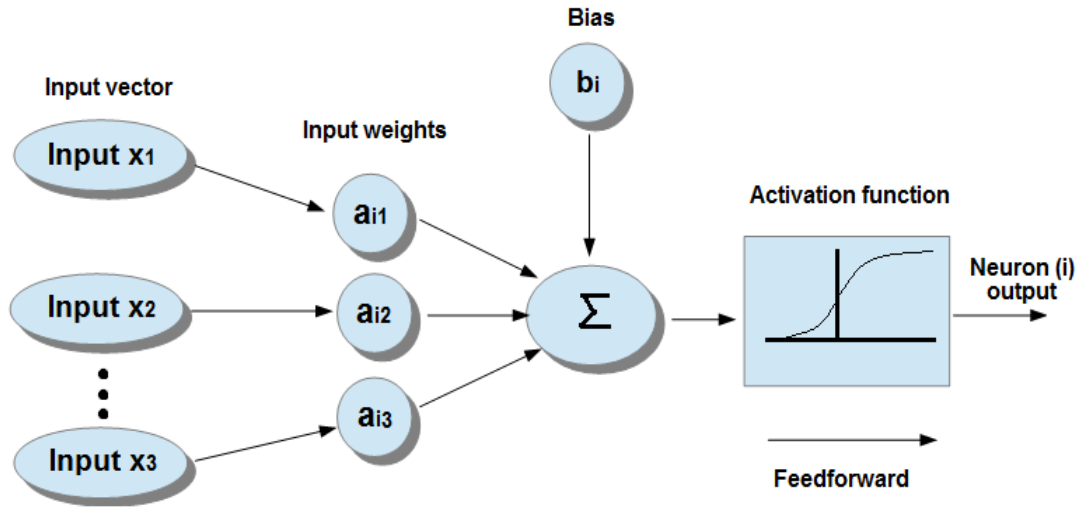 Bias
bi
Input vector
Input x1
Input weights
ai1
Activation function
Input x2
ai2
Σ
Neuron (i)
output
ai3
Input x3
Feedforward